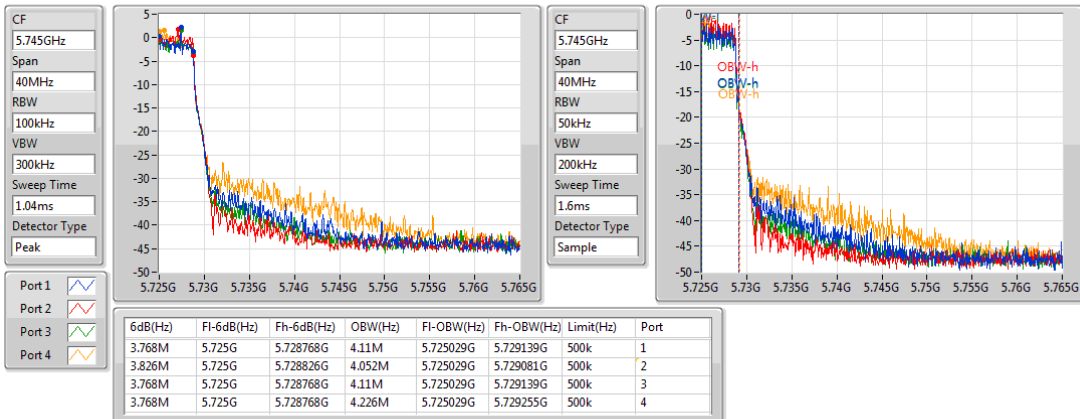 CF
5.745GHz
Span
40MHz
RBW
100kHz
VBW
300kHz
Sweep Time
1.04ms
Detector Type
Peak
5
0
-5
-10
-15
-20
-25
-30
-35
-40
-45
-50
5.725G 5.73G 5.735G 5.74G 5.745G 5.75G 5.755G 5.76G 5.765G
CF
5.745GHz
Span
40MHz
RBW
50kHz
VBW
200kHz
Sweep Time
1.6ms
Detector Type
Sample
0
-5
-10
-15
-20
-25
-30
-35
-40
-45
-50
OBW-h
OBW-h
OBW-h
5.725G 5.73G 5.735G 5.74G 5.745G 5.75G 5.755G 5.76G 5.765G
Port 1
Port 2
Port 3
Port 4
6dB(Hz) Fl-6dB(Hz) Fh-6dB(Hz) OBW(Hz) Fl-OBW(Hz) Fh-OBW(Hz) Limit(Hz) Port
3.768M 5.725G 5.728768G 4.11M 5.725029G 5.729139G 500k 1
3.826M 5.725G 5.728826G 4.052M 5.725029G 5.729081G 500k 2
3.768M 5.725G 5.728768G 4.11M 5.725029G 5.729139G 500k 3
3.768M 5.725G 5.728768G 4.226M 5.725029G 5.729255G 500k 4